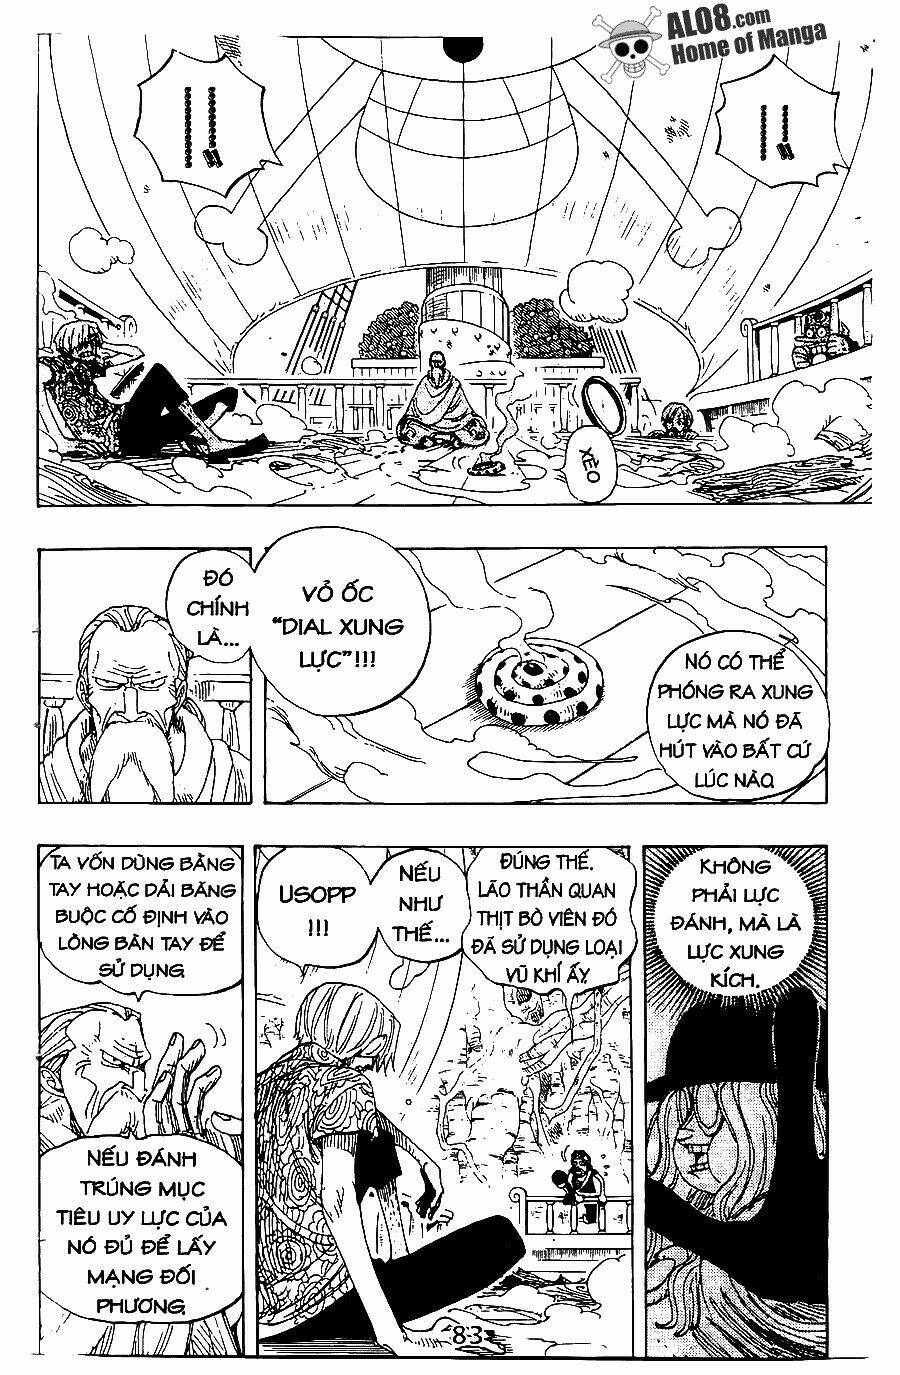 AL08.com
Home of Manga
XÈO
ĐÓ
CHÍNH
LÀ...
VỎ ỐC
"DIAL XUNG
LỰC"!!!
NÓ CÓ THỂ
PHÓNG RA XUNG
LỰC MÀ NÓ ĐÃ
HÚT VÀO BẤT CỨ
LÚC NÀO.
TA VỐN DÙNG BĂNG
TAY HOẶC DẢI BĂNG
BUỘC CỐ ĐỊNH VÀO
LÒNG BÀN TAY ĐỂ
SỬ DỤNG.
NẾU ĐÁNH
TRÚNG MỤC
TIÊU UY LỰC CỦA
NÓ ĐỦ ĐỂ LẤY
MẠNG ĐỐI
PHƯƠNG.
USOPP
!!!
NẾU
NHƯ
THẾ...
ĐÚNG THẾ.
LÃO THẦN QUAN
THỊT BÒ VIÊN ĐÓ
ĐÃ SỬ DỤNG LOẠI
VŨ KHÍ ẤY.
KHÔNG
PHẢI LỰC
ĐÁNH, MÀ LÀ
LỰC XUNG
KÍCH.
83